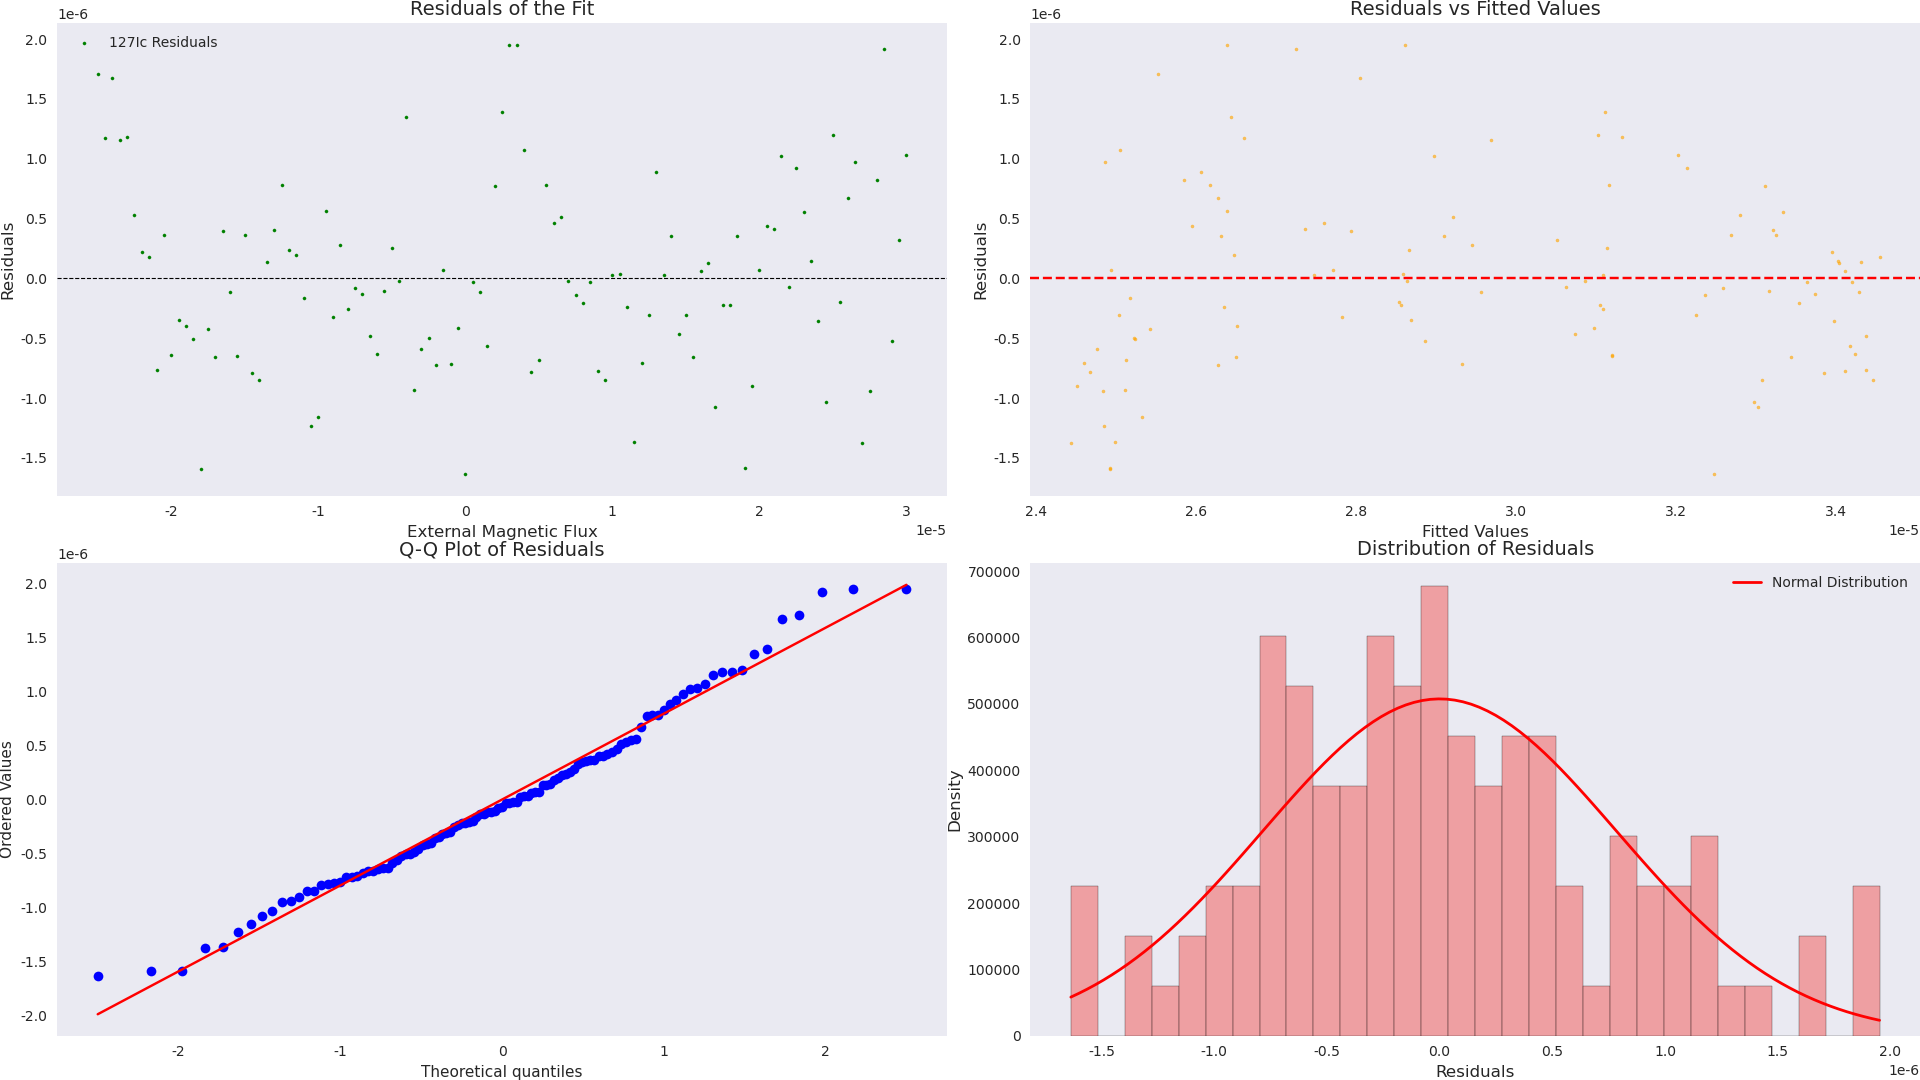 Residuals of the Fit
1e-6
127Ic Residuals
2.0
1.5
1.0
0.5
0.0
-0.5
-1.0
-1.5
Residuals
-2 -1 0 1 2 3
1e-5
External Magnetic Flux
Residuals vs Fitted Values
1e-6
2.0
1.5
1.0
0.5
0.0
-0.5
-1.0
-1.5
Residuals
2.4 2.6 2.8 3.0 3.2 3.4
1e-5
Fitted Values
Q-Q Plot of Residuals
1e-6
2.0
1.5
1.0
0.5
0.0
-0.5
-1.0
-1.5
-2.0
Ordered Values
-2 -1 0 1 2
Theoretical quantiles
Distribution of Residuals
Normal Distribution
700000
600000
500000
400000
300000
200000
100000
0
Density
-1.5 -1.0 -0.5 0.0 0.5 1.0 1.5 2.0
1e-6
Residuals